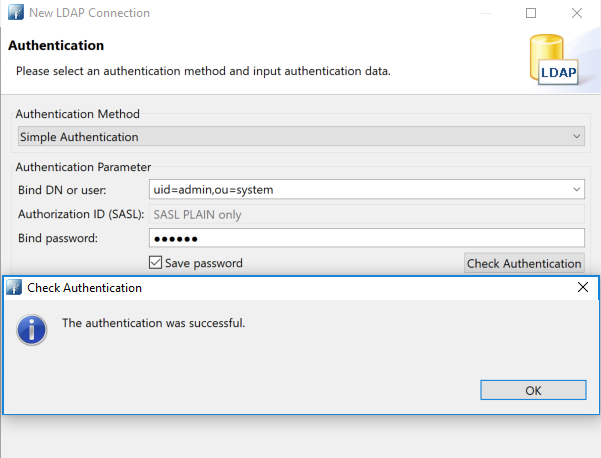 New LDAP Connection
Authentication
Please select an authentication method and input authentication data.
LDAP
Authentication Method
Simple Authentication
Authentication Parameter
Bind DN or user: uid=admin,ou=system
Authorization ID (SASL): SASL PLAIN only
Bind password: ●●●●●●
Save password Check Authentication
Check Authentication
The authentication was successful.
OK